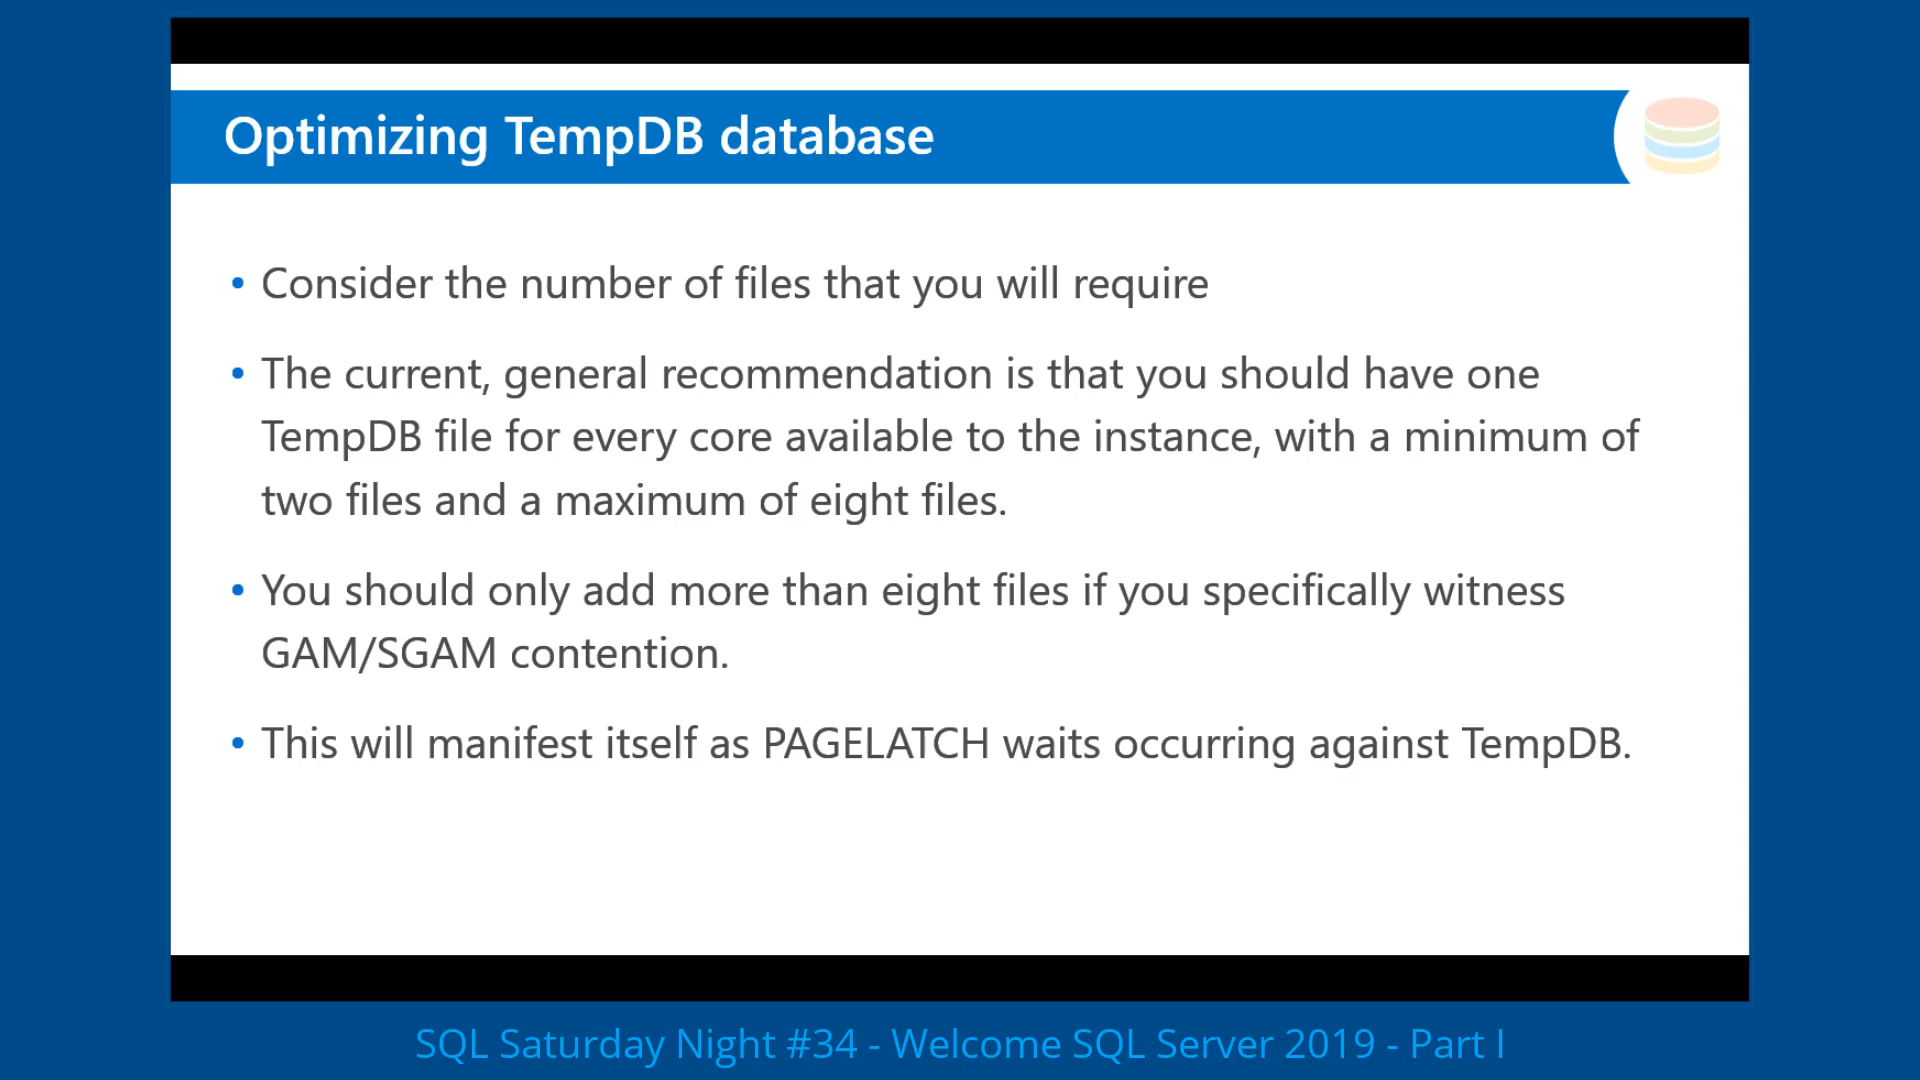 Optimizing TempDB database
• Consider the number of files that you will require
• The current, general recommendation is that you should have one
TempDB file for every core available to the instance, with a minimum of
two files and a maximum of eight files.
• You should only add more than eight files if you specifically witness
GAM/SGAM contention.
• This will manifest itself as PAGELATCH waits occurring against TempDB.
SQL Saturday Night #34 - Welcome SQL Server 2019 - Part I